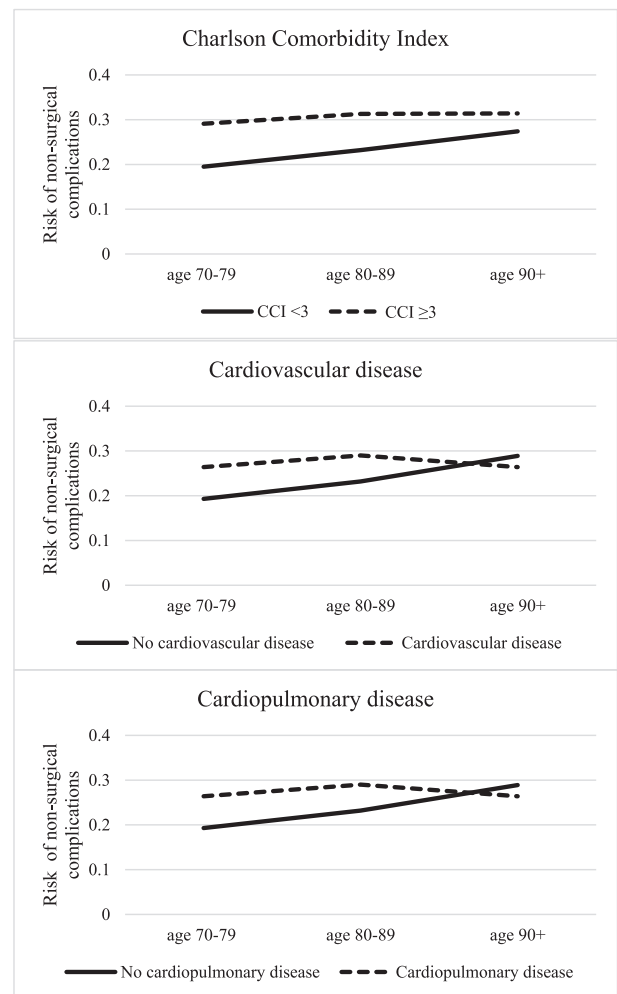 Charlson Comorbidity Index
Risk of non-surgical
complications
0.4
0.3
0.2
0.1
0
age 70-79 age 80-89 age 90+
CCI <3 CCI ≥3
Cardiovascular disease
Risk of non-surgical
complications
0.4
0.3
0.2
0.1
0
age 70-79 age 80-89 age 90+
No cardiovascular disease Cardiovascular disease
Cardiopulmonary disease
Risk of non-surgical
complications
0.4
0.3
0.2
0.1
0
age 70-79 age 80-89 age 90+
No cardiopulmonary disease Cardiopulmonary disease